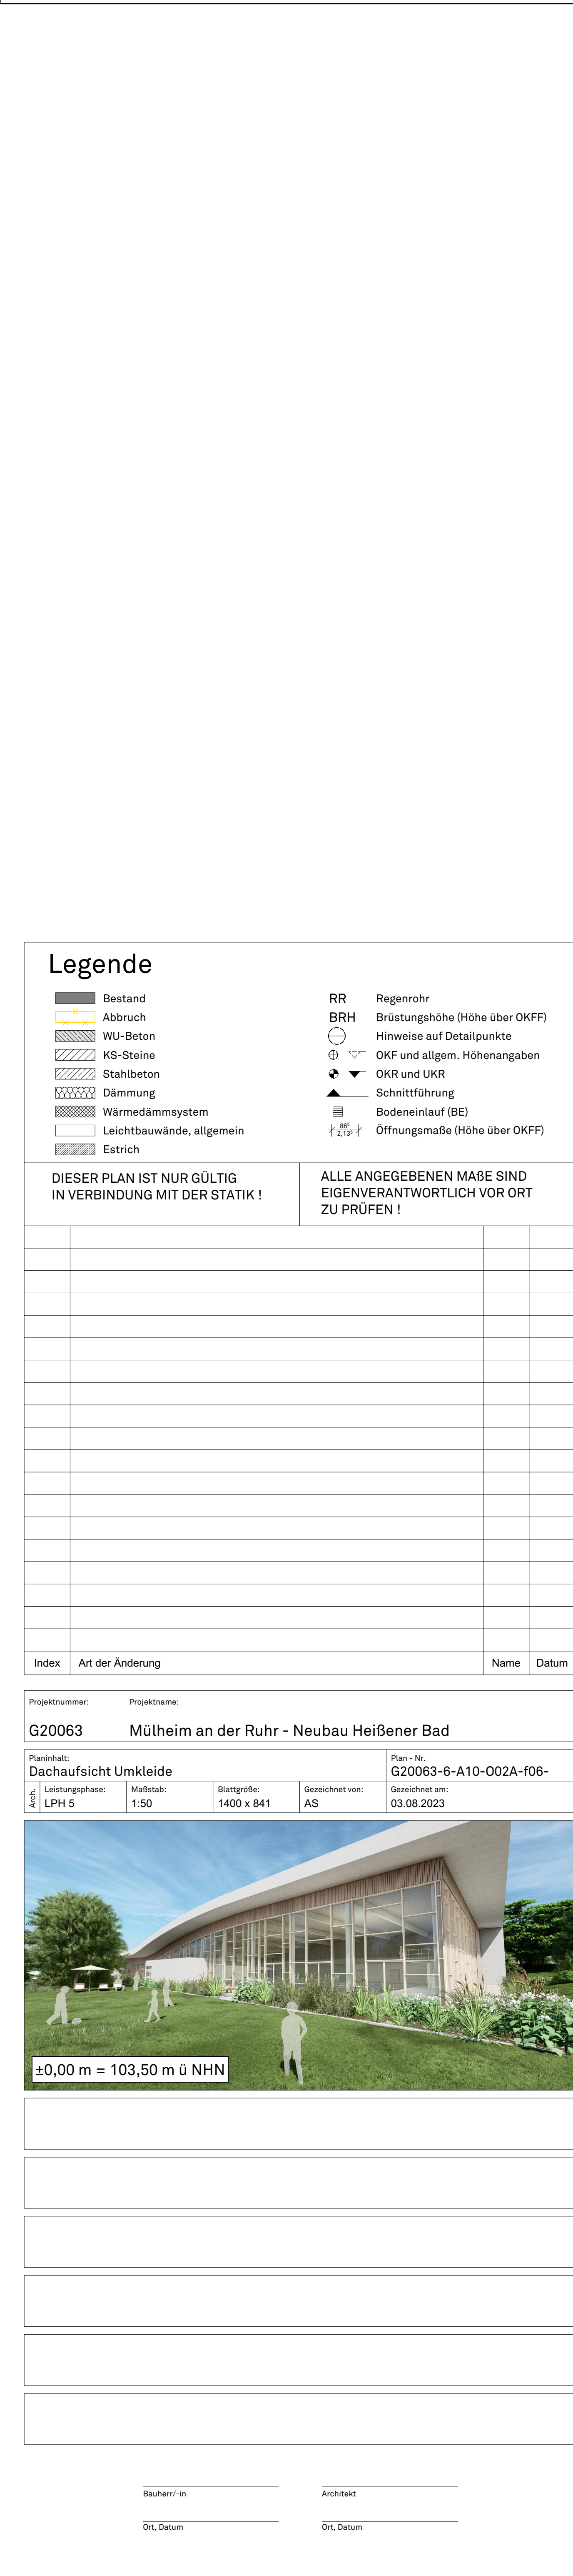 Legende
Bestand
Abbruch
WU-Beton
KS-Steine
Stahlbeton
Dämmung
Wärmedämmsystem
Leichtbauwände, allgemein
Estrich
RR Regenrohr
BRH Brüstungshöhe (Höhe über OKFF)
Hinweise auf Detailpunkte
OKF und allgem. Höhenangaben
OKR und UKR
Schnittführung
Bodeneinlauf (BE)
88⁵
2,13⁵
Öffnungsmaße (Höhe über OKFF)
DIESER PLAN IST NUR GÜLTIG
IN VERBINDUNG MIT DER STATIK !
ALLE ANGEGEBENEN MAßE SIND
EIGENVERANTWORTLICH VOR ORT
ZU PRÜFEN !
Index Art der Änderung Name Datum
Projektnummer: Projektname:
G20063 Mülheim an der Ruhr - Neubau Heißener Bad
Planinhalt: Plan - Nr.
Dachaufsicht Umkleide G20063-6-A10-O02A-f06-
Arch.
Leistungsphase: Maßstab: Blattgröße: Gezeichnet von: Gezeichnet am:
LPH 5 1:50 1400 x 841 AS 03.08.2023
±0,00 m = 103,50 m ü NHN
Bauherr/-in Architekt
Ort, Datum Ort, Datum